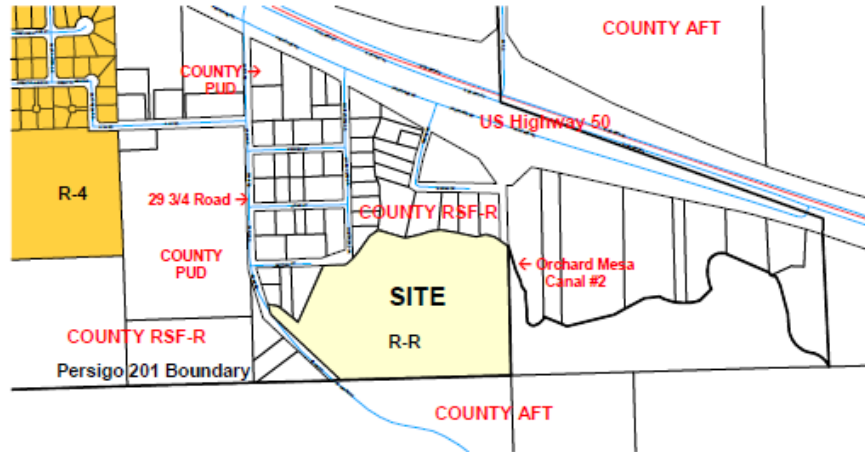 COUNTY AFT
COUNTY
PUD
US Highway 50
R-4
29 3/4 Road
COUNTY RSF-R
COUNTY
PUD
Orchard Mesa
Canal #2
SITE
R-R
COUNTY RSF-R
Persigo 201 Boundary
COUNTY AFT